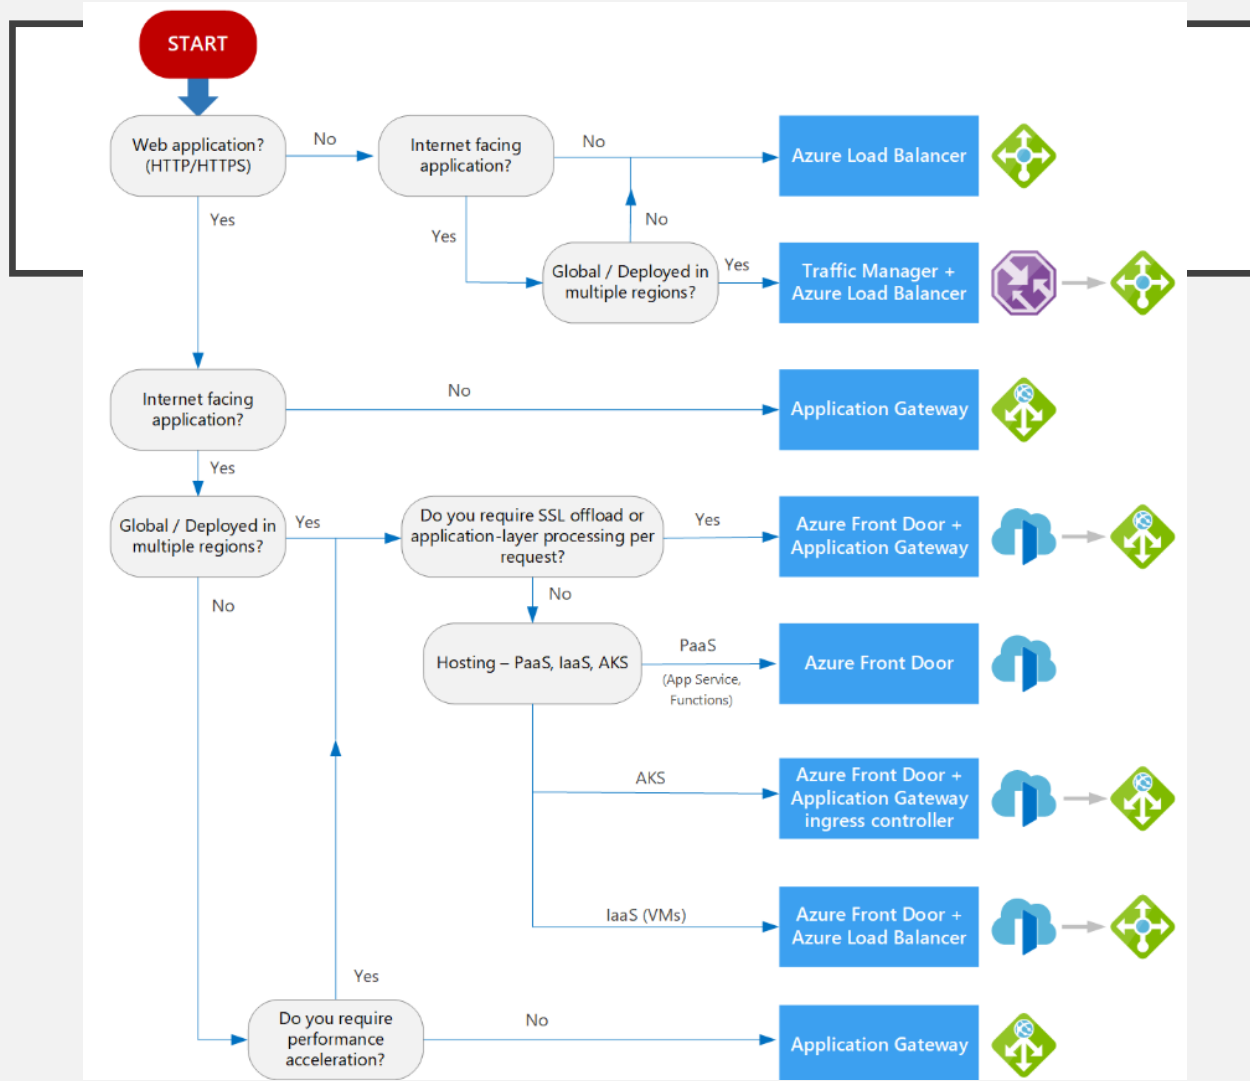 START
Web application?
(HTTP/HTTPS)
No
Internet facing
application?
No
Azure Load Balancer
Yes
Yes
No
Global / Deployed in
multiple regions?
Yes
Traffic Manager +
Azure Load Balancer
Internet facing
application?
No
Application Gateway
Yes
Global / Deployed in
multiple regions?
Yes
Do you require SSL offload or
application-layer processing per
request?
Yes
Azure Front Door +
Application Gateway
No
No
Hosting – PaaS, IaaS, AKS
PaaS
(App Service,
Functions)
Azure Front Door
AKS
Azure Front Door +
Application Gateway
ingress controller
IaaS (VMs)
Azure Front Door +
Azure Load Balancer
Yes
Do you require
performance
acceleration?
No
Application Gateway